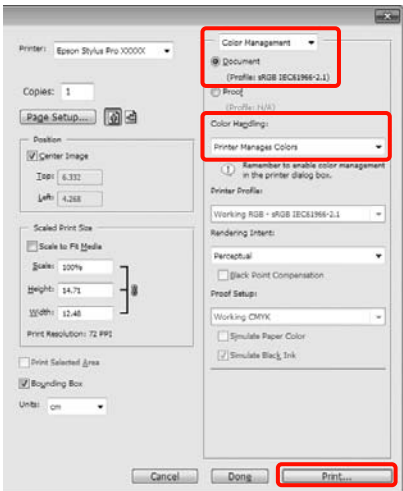 Printer: Epson Stylus Pro XXXXX
Copies: 1
Page Setup...
Position
Center Image
Top: 6.332
Left: 4.268
Scaled Print Size
Scale to Fit Media
Scale: 100%
Height: 14.71
Width: 12.48
Print Resolution: 72 PPI
Print Selected Area
Bounding Box
Units: cm
Color Management
Document
(Profile: sRGB IEC61966-2.1)
Proof
(Profile: N/A)
Color Handling:
Printer Manages Colors
Remember to enable color management
in the printer dialog box.
Printer Profile:
Working RGB - sRGB IEC61966-2.1
Rendering Intent:
Perceptual
Black Point Compensation
Proof Setup:
Working CMYK
Simulate Paper Color
Simulate Black Ink
Cancel
Done
Print...